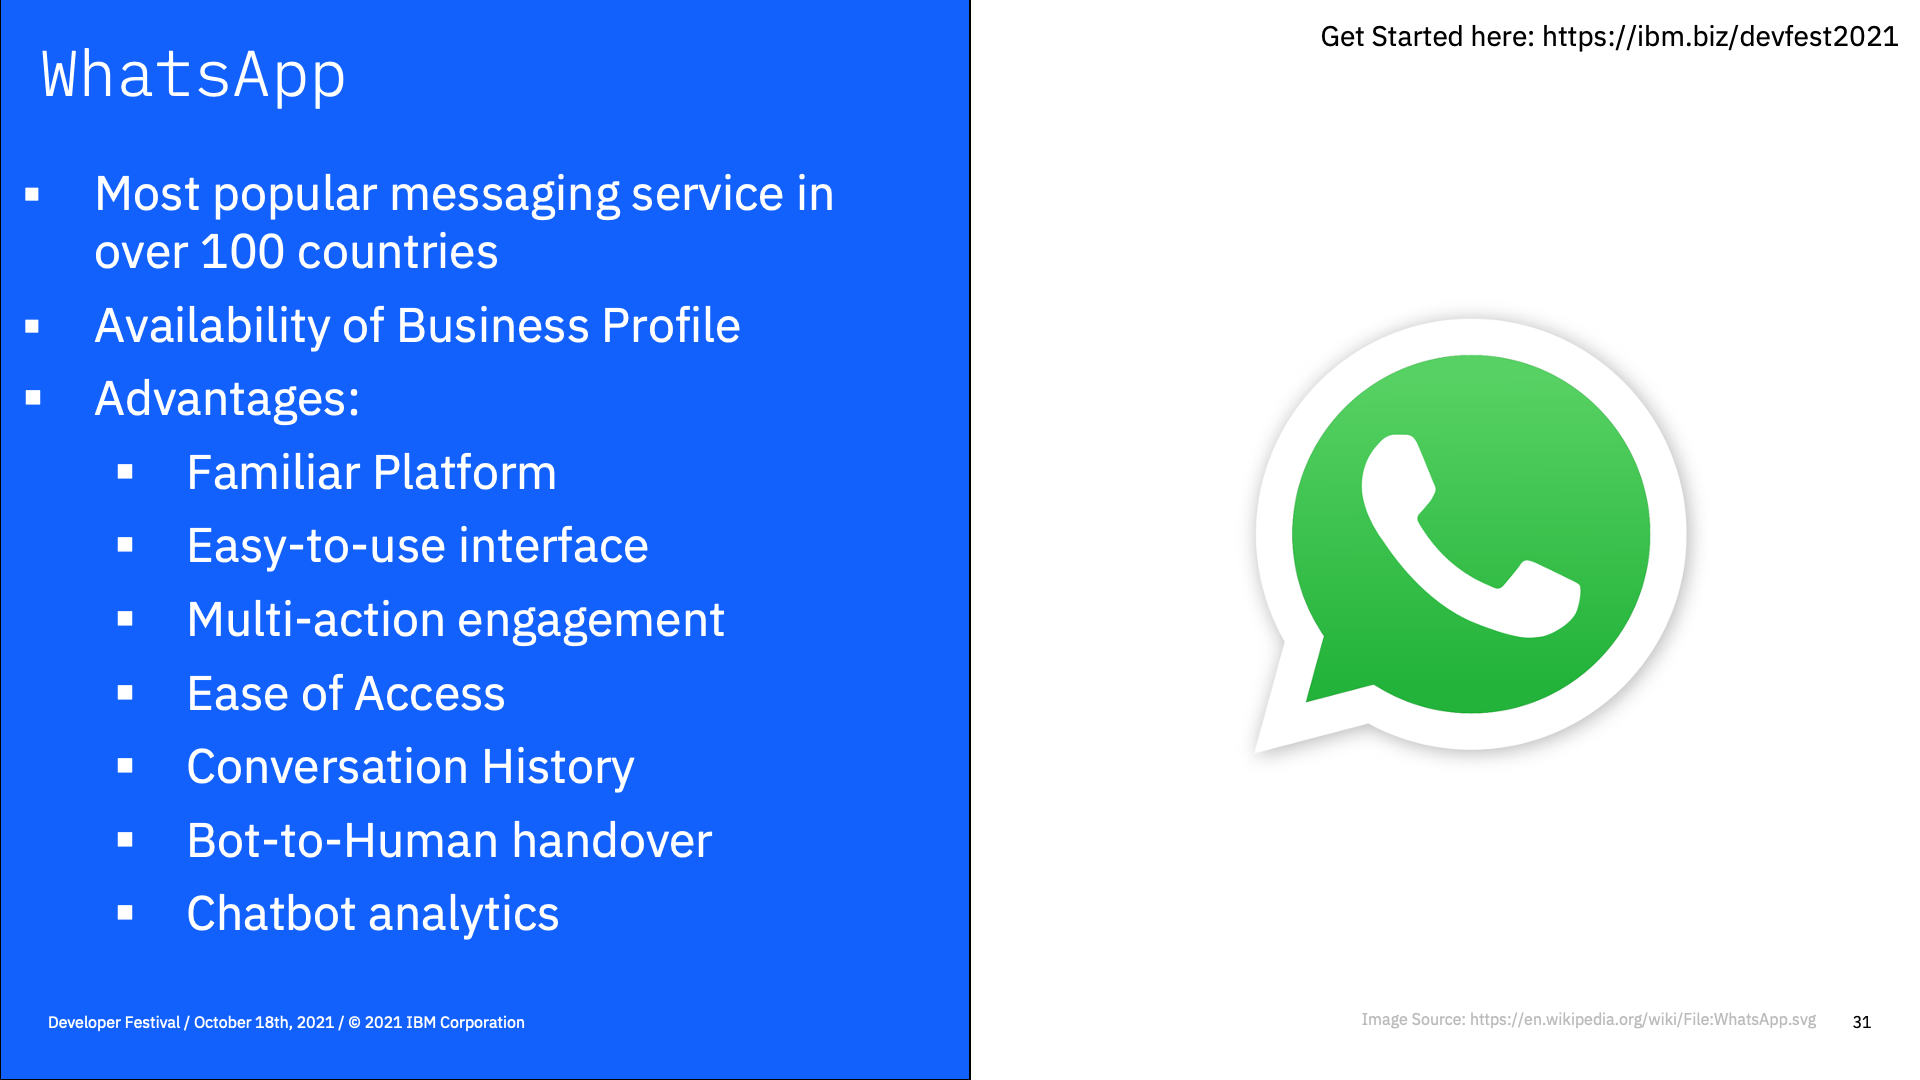 Get Started here: https://ibm.biz/devfest2021
WhatsApp
▪ Most popular messaging service in
over 100 countries
▪ Availability of Business Profile
▪ Advantages:
▪ Familiar Platform
▪ Easy-to-use interface
▪ Multi-action engagement
▪ Ease of Access
▪ Conversation History
▪ Bot-to-Human handover
▪ Chatbot analytics
Developer Festival / October 18th, 2021 / © 2021 IBM Corporation
Image Source: https://en.wikipedia.org/wiki/File:WhatsApp.svg
31